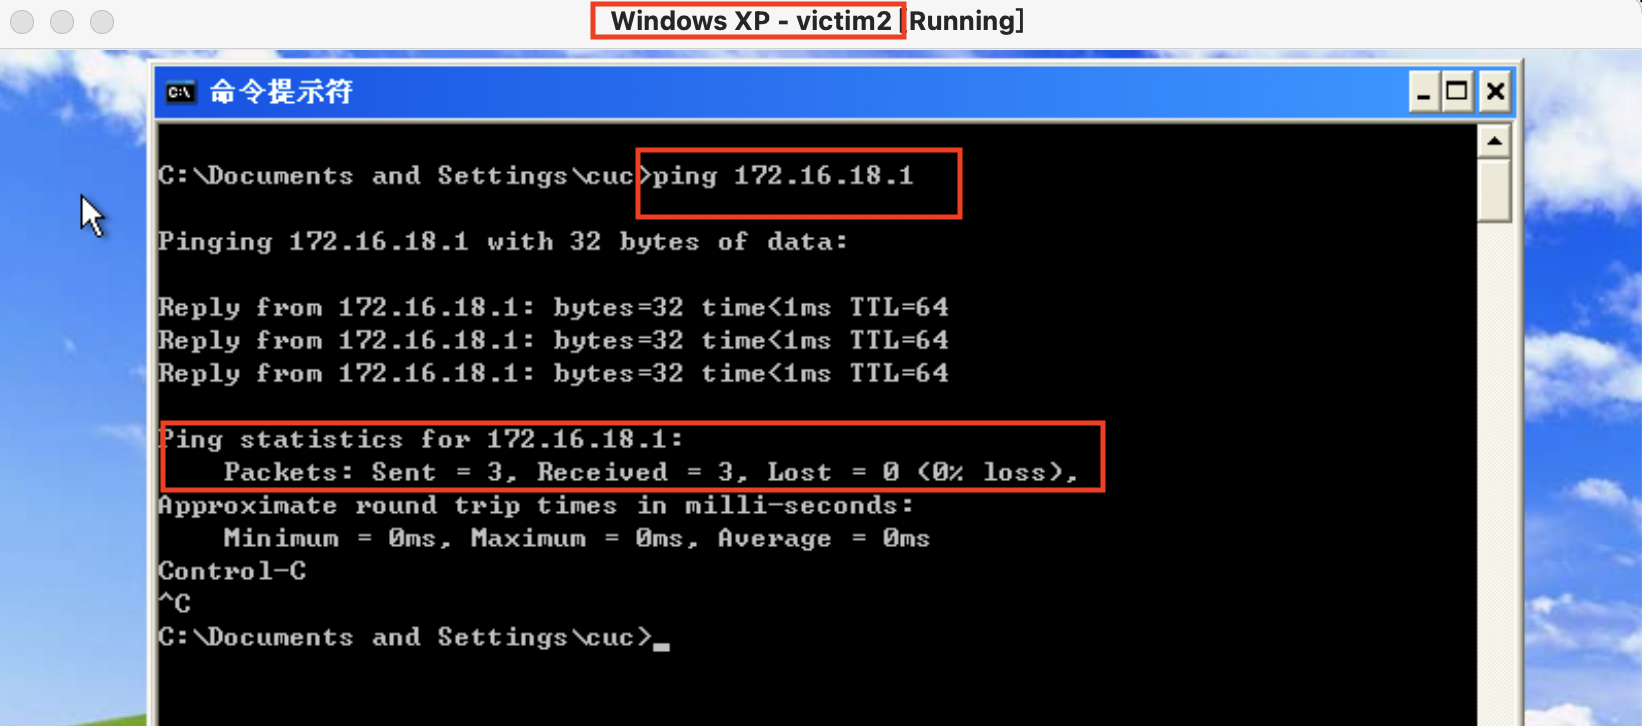 Windows XP - victim2 [Running]
C:\ 命令提示符
C:\Documents and Settings\cuc>ping 172.16.18.1
Pinging 172.16.18.1 with 32 bytes of data:
Reply from 172.16.18.1: bytes=32 time<1ms TTL=64
Reply from 172.16.18.1: bytes=32 time<1ms TTL=64
Reply from 172.16.18.1: bytes=32 time<1ms TTL=64
Ping statistics for 172.16.18.1:
    Packets: Sent = 3, Received = 3, Lost = 0 (0% loss),
Approximate round trip times in milli-seconds:
    Minimum = 0ms, Maximum = 0ms, Average = 0ms
Control-C
^C
C:\Documents and Settings\cuc>_